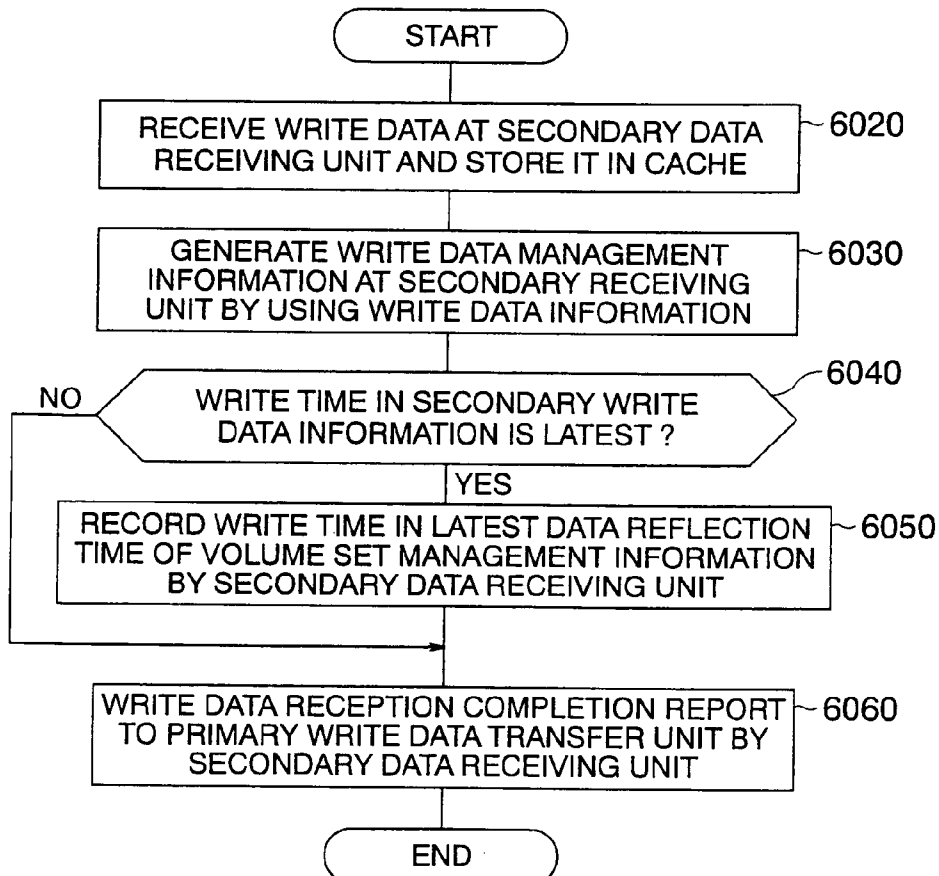 START
RECEIVE WRITE DATA AT SECONDARY DATA
RECEIVING UNIT AND STORE IT IN CACHE
6020
GENERATE WRITE DATA MANAGEMENT
INFORMATION AT SECONDARY RECEIVING
UNIT BY USING WRITE DATA INFORMATION
6030
NO
WRITE TIME IN SECONDARY WRITE
DATA INFORMATION IS LATEST ?
6040
YES
RECORD WRITE TIME IN LATEST DATA REFLECTION
TIME OF VOLUME SET MANAGEMENT INFORMATION
BY SECONDARY DATA RECEIVING UNIT
6050
WRITE DATA RECEPTION COMPLETION REPORT
TO PRIMARY WRITE DATA TRANSFER UNIT BY
SECONDARY DATA RECEIVING UNIT
6060
END